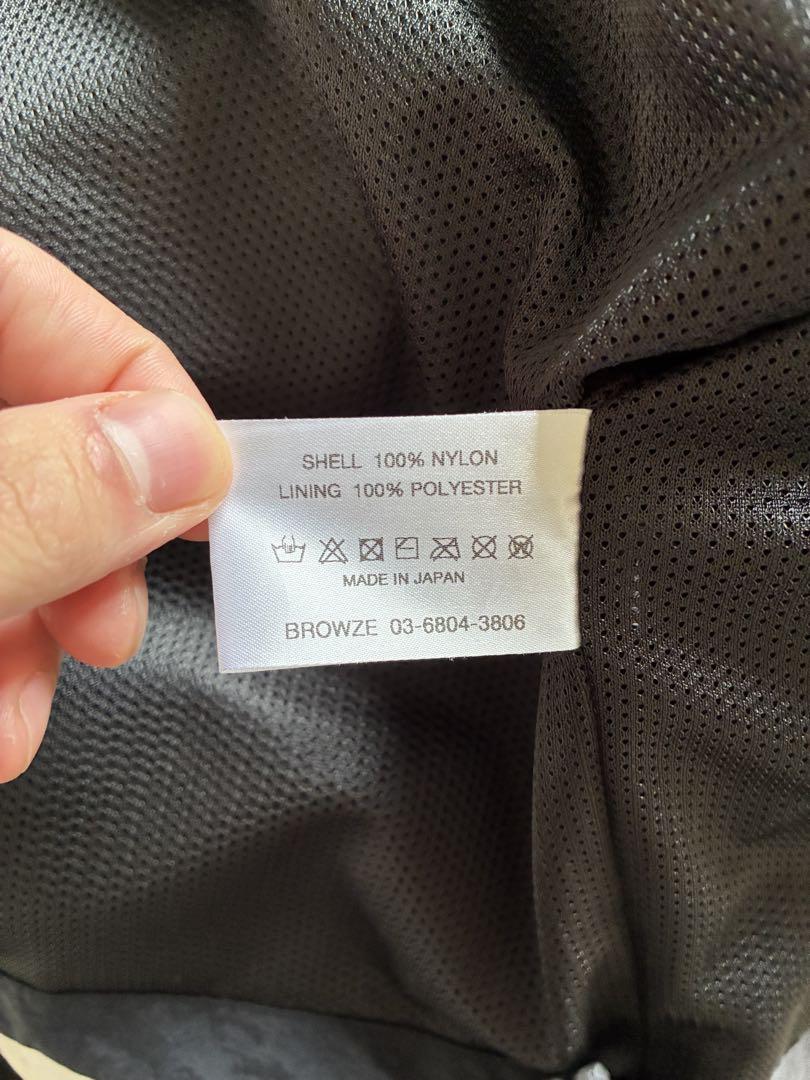 SHELL 100% NYLON
LINING 100% POLYESTER
MADE IN JAPAN
BROWZE 03-6804-3806